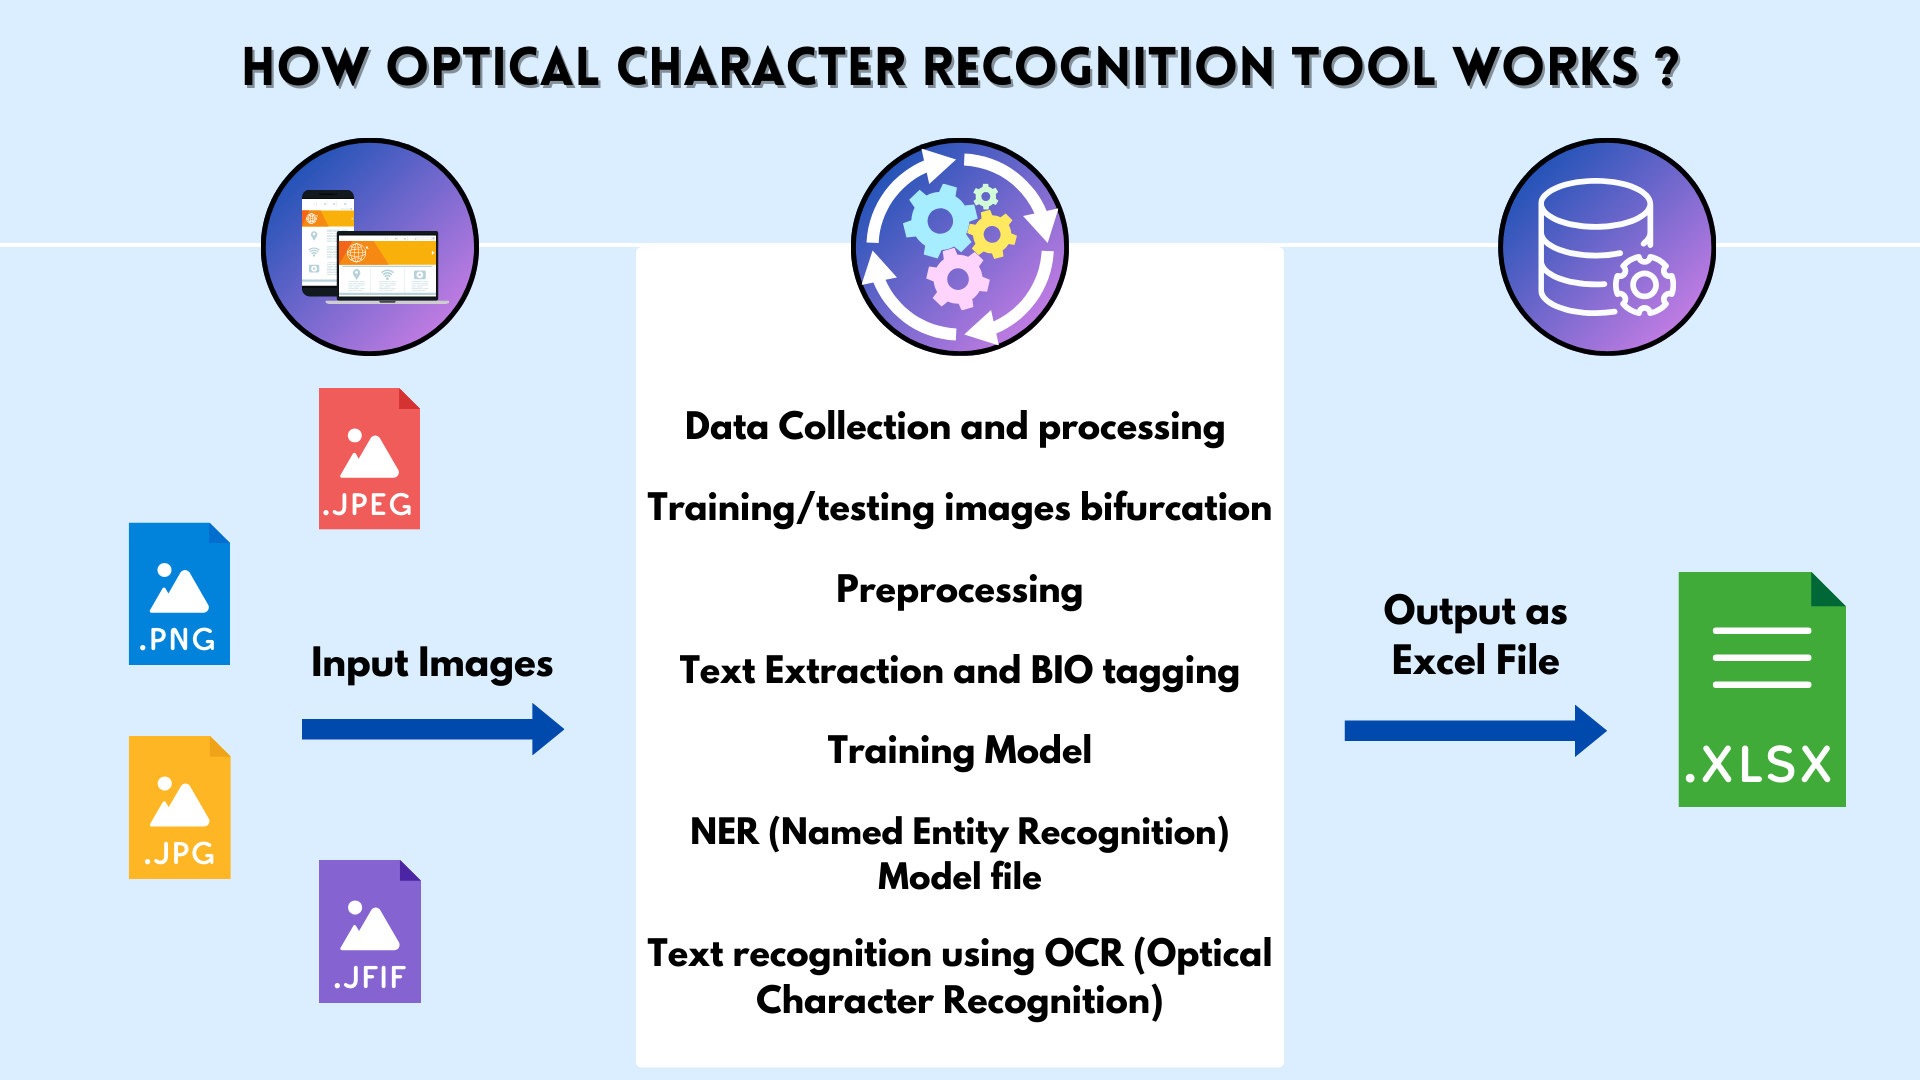 HOW OPTICAL CHARACTER RECOGNITION TOOL WORKS ?
.JPEG
.PNG
.JPG
.JFIF
Input Images
Data Collection and processing
Training/testing images bifurcation
Preprocessing
Text Extraction and BIO tagging
Training Model
NER (Named Entity Recognition)
Model file
Text recognition using OCR (Optical
Character Recognition)
Output as
Excel File
.XLSX